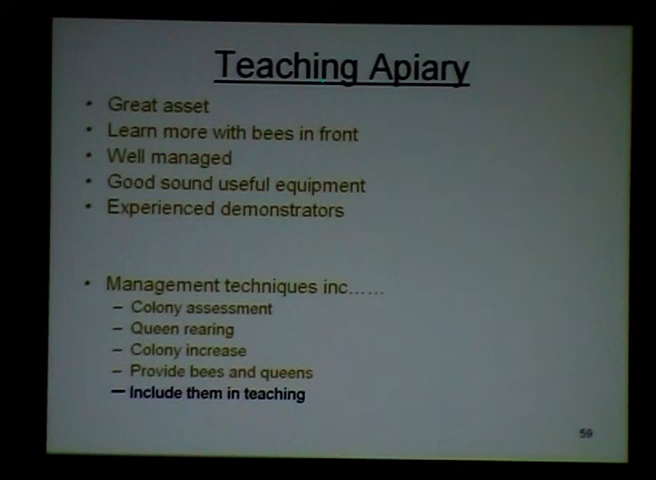 Teaching Apiary
• Great asset
• Learn more with bees in front
• Well managed
• Good sound useful equipment
• Experienced demonstrators
• Management techniques inc……
– Colony assessment
– Queen rearing
– Colony increase
– Provide bees and queens
– Include them in teaching
59